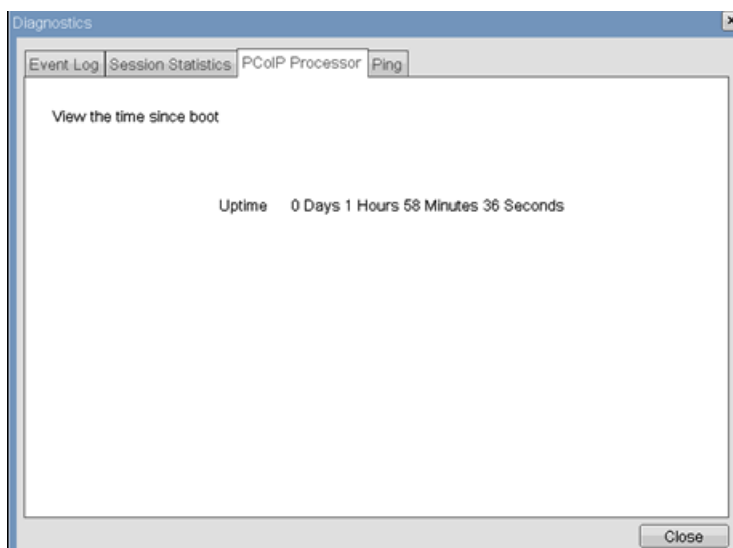 Diagnostics
Event Log Session Statistics PCoIP Processor Ping
View the time since boot
Uptime 0 Days 1 Hours 58 Minutes 36 Seconds
Close